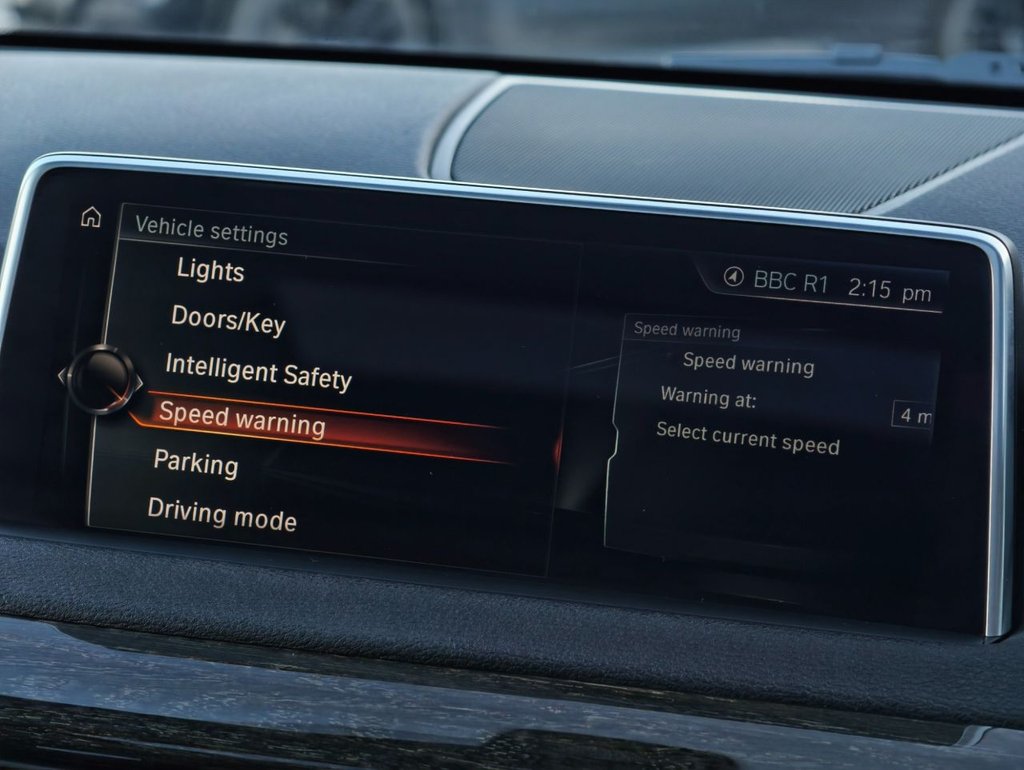 Vehicle settings
Lights
Doors/Key
Intelligent Safety
Speed warning
Parking
Driving mode
BBC R1 2:15 pm
Speed warning
Speed warning
Warning at: 4 m
Select current speed